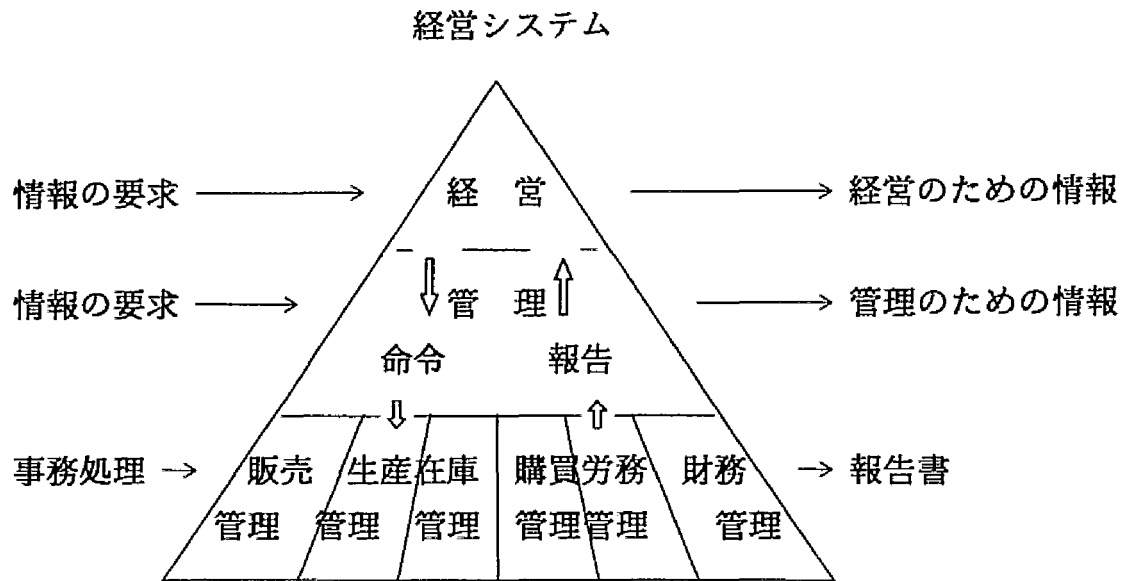 経営システム
情報の要求 → 経 営 → 経営のための情報
情報の要求 → 管 理 → 管理のための情報
命令 報告
事務処理 → 販売 生産 在庫 購買 労務 財務 → 報告書
管理 管理 管理 管理 管理 管理